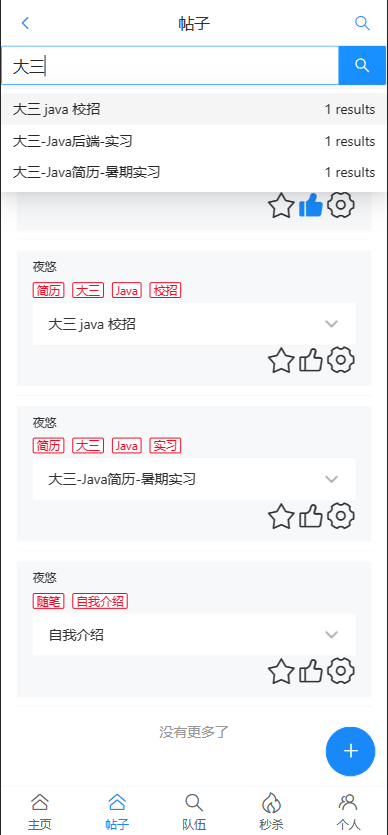 帖子
大三
大三 java 校招 1 results
大三-Java后端-实习
大三-Java简历-暑期实习 1 results
夜悠
简历 大三 Java 校招
大三 java 校招
夜悠
简历 大三 Java 实习
大三-Java简历-暑期实习
夜悠
随笔 自我介绍
自我介绍
没有更多了
主页 帖子 队伍 秒杀 个人